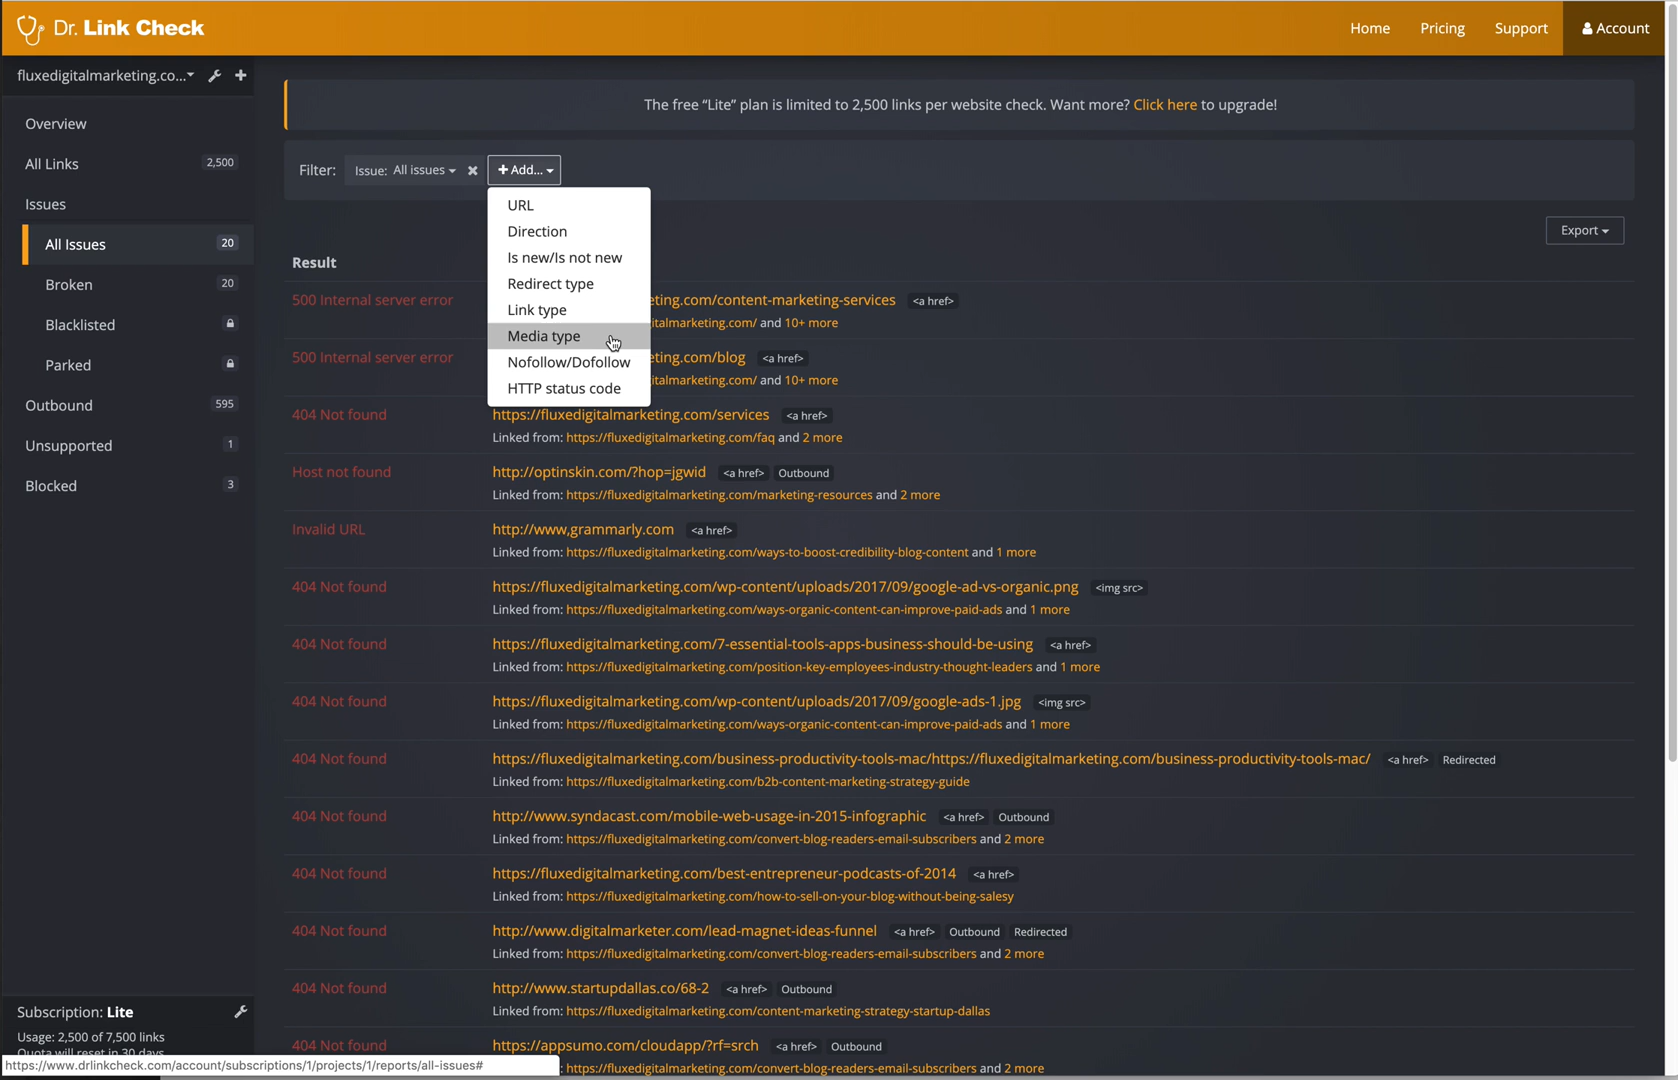 Dr. Link Check
Home Pricing Support Account
fluxedigitalmarketing.co...
Overview
All Links 2,500
Issues
All Issues 20
Broken 20
Blacklisted
Parked
Outbound 595
Unsupported 1
Blocked 3
Subscription: Lite
Usage: 2,500 of 7,500 links
Quota will reset in 30 days
https://www.drlinkcheck.com/account/subscriptions/1/projects/1/reports/all-issues#
The free “Lite” plan is limited to 2,500 links per website check. Want more? Click here to upgrade!
Filter: Issue: All issues + Add...
URL
Direction
Is new/Is not new
Redirect type
Link type
Media type
Nofollow/Dofollow
HTTP status code
Export
Result
500 Internal server error eting.com/content-marketing-services <a href>
italmarketing.com/ and 10+ more
500 Internal server error eting.com/blog <a href>
italmarketing.com/ and 10+ more
404 Not found https://fluxedigitalmarketing.com/services <a href>
Linked from: https://fluxedigitalmarketing.com/faq and 2 more
Host not found http://optinskin.com/?hop=jgwid <a href> Outbound
Linked from: https://fluxedigitalmarketing.com/marketing-resources and 2 more
Invalid URL http://www,grammarly.com <a href>
Linked from: https://fluxedigitalmarketing.com/ways-to-boost-credibility-blog-content and 1 more
404 Not found https://fluxedigitalmarketing.com/wp-content/uploads/2017/09/google-ad-vs-organic.png <img src>
Linked from: https://fluxedigitalmarketing.com/ways-organic-content-can-improve-paid-ads and 1 more
404 Not found https://fluxedigitalmarketing.com/7-essential-tools-apps-business-should-be-using <a href>
Linked from: https://fluxedigitalmarketing.com/position-key-employees-industry-thought-leaders and 1 more
404 Not found https://fluxedigitalmarketing.com/wp-content/uploads/2017/09/google-ads-1.jpg <img src>
Linked from: https://fluxedigitalmarketing.com/ways-organic-content-can-improve-paid-ads and 1 more
404 Not found https://fluxedigitalmarketing.com/business-productivity-tools-mac/https://fluxedigitalmarketing.com/business-productivity-tools-mac/ <a href> Redirected
Linked from: https://fluxedigitalmarketing.com/b2b-content-marketing-strategy-guide
404 Not found http://www.syndacast.com/mobile-web-usage-in-2015-infographic <a href> Outbound
Linked from: https://fluxedigitalmarketing.com/convert-blog-readers-email-subscribers and 2 more
404 Not found https://fluxedigitalmarketing.com/best-entrepreneur-podcasts-of-2014 <a href>
Linked from: https://fluxedigitalmarketing.com/how-to-sell-on-your-blog-without-being-salesy
404 Not found http://www.digitalmarketer.com/lead-magnet-ideas-funnel <a href> Outbound Redirected
Linked from: https://fluxedigitalmarketing.com/convert-blog-readers-email-subscribers and 2 more
404 Not found http://www.startupdallas.co/68-2 <a href> Outbound
Linked from: https://fluxedigitalmarketing.com/content-marketing-strategy-startup-dallas
404 Not found https://appsumo.com/cloudapp/?rf=srch <a href> Outbound
https://fluxedigitalmarketing.com/convert-blog-readers-email-subscribers and 2 more